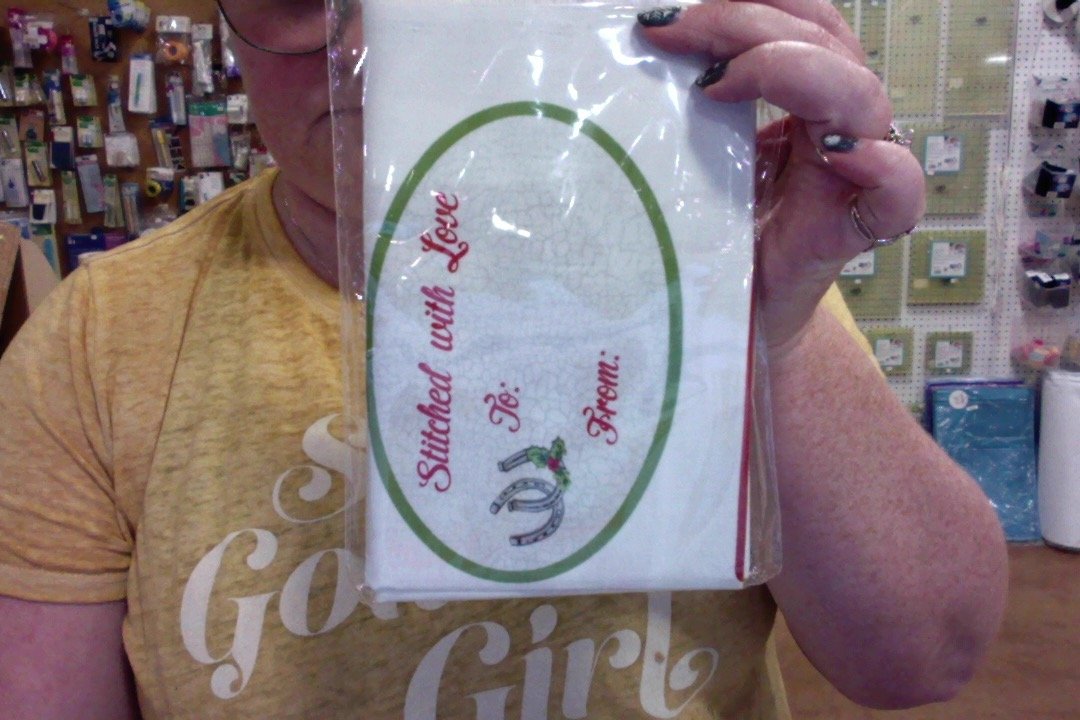 Stitched with Love
To:
From:
Girl